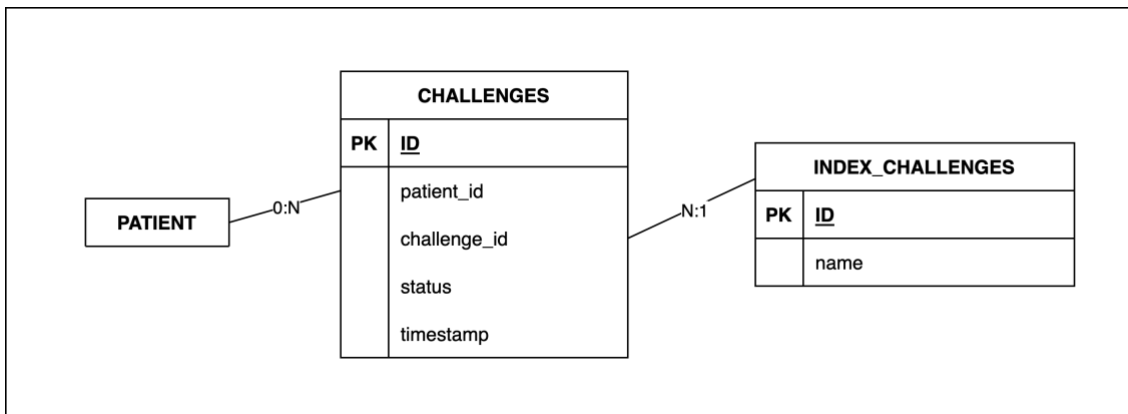 PATIENT
0:N
CHALLENGES
PK ID
patient_id
challenge_id
status
timestamp
N:1
INDEX_CHALLENGES
PK ID
name